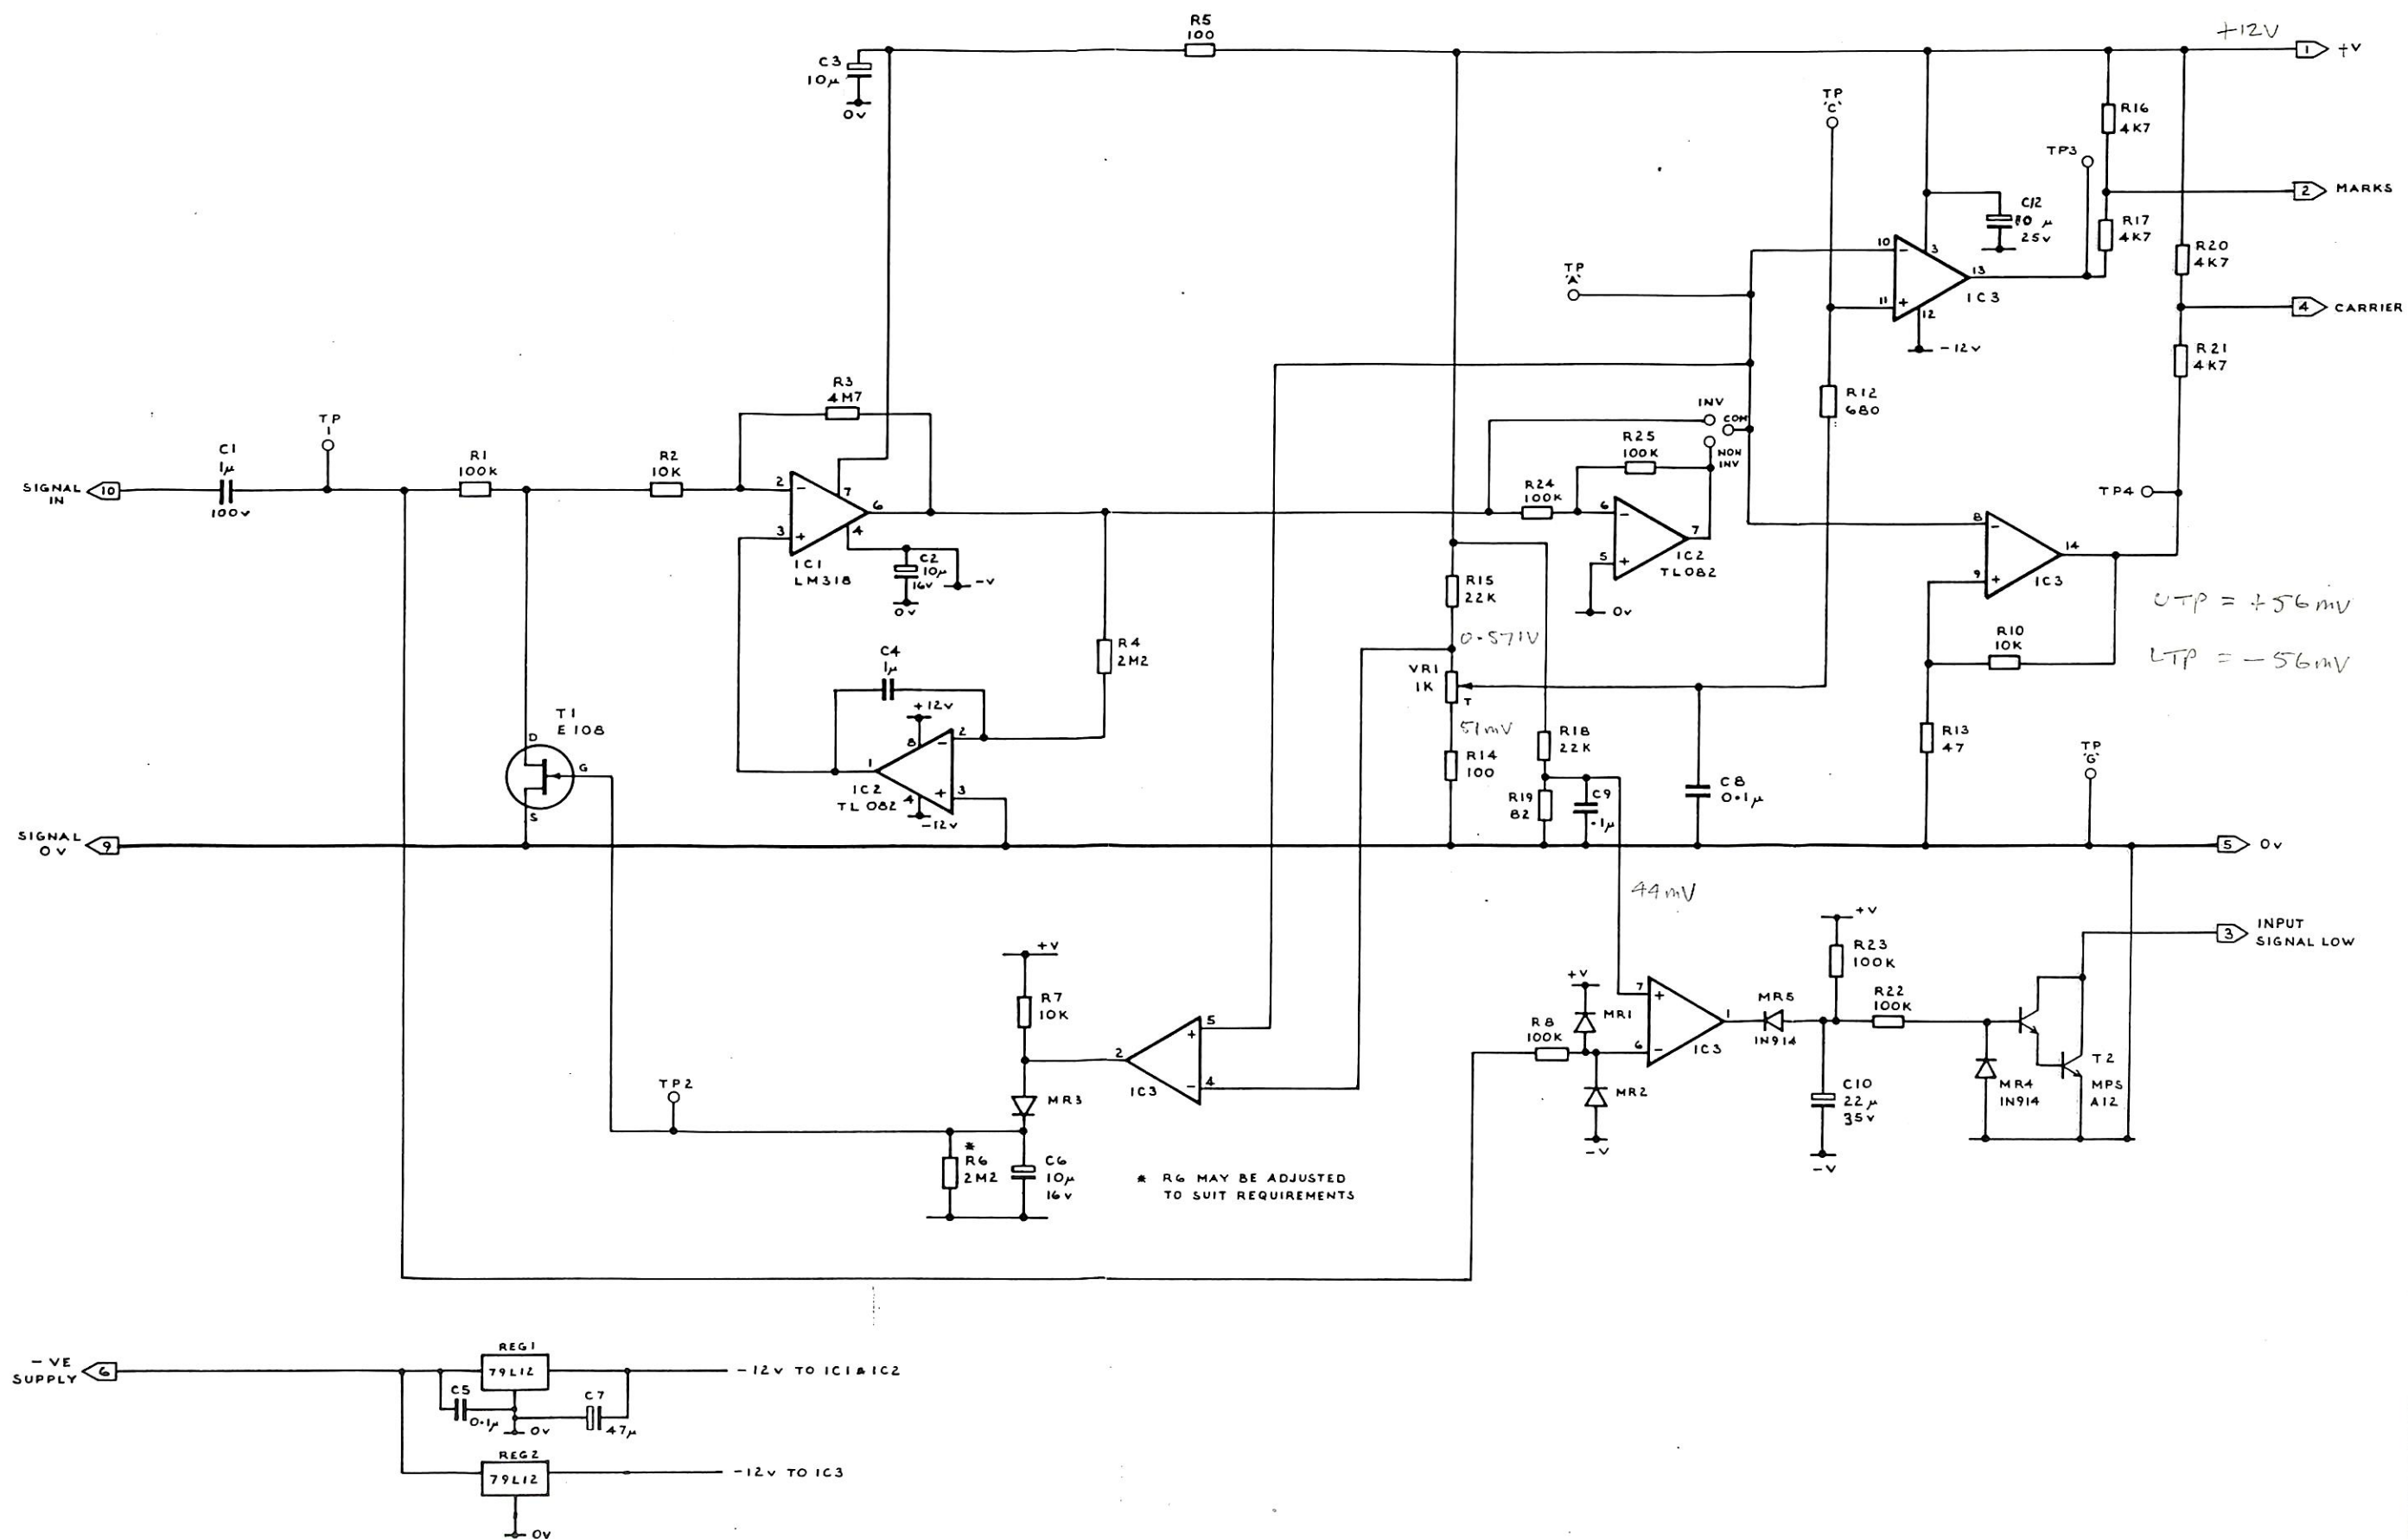 R5
100
+12V
1
+V
C3
10µ
0V
TP
'C'
R16
4K7
TP3
2
MARKS
C12
10 µ
25V
R17
4K7
R20
4K7
TP
'A'
10
3
13
IC3
11
12
-12V
4
CARRIER
R21
4K7
R3
4M7
R12
680
INV
COM
NON
INV
R25
100K
TP
1
C1
1µ
100V
R1
100K
R2
10K
SIGNAL
IN
10
2
7
6
3
4
IC1
LM318
C2
10µ
16V
-V
0V
R24
100K
6
7
5
IC2
TL082
0V
TP4
8
14
9
IC3
UTP = +56mV
LTP = -56mV
R15
22K
0.571V
R10
10K
R4
2M2
C4
1µ
VR1
1K
T
51mV
T1
E108
D
G
S
+12V
8
2
1
IC2
TL 082
4
3
-12V
R14
100
R18
22K
R19
82
C9
.1µ
C8
0.1µ
R13
47
TP
'G'
SIGNAL
0V
9
5
0V
44mV
+V
R7
10K
2
5
4
IC3
MR3
TP2
*
R6
2M2
C6
10µ
16V
* R6 MAY BE ADJUSTED
TO SUIT REQUIREMENTS
+V
MR1
R8
100K
7
6
1
IC3
MR2
-V
MR5
1N914
+V
R23
100K
R22
100K
C10
22µ
35V
-V
MR4
1N914
T2
MPS
A12
3
INPUT
SIGNAL LOW
-VE
SUPPLY
6
REG1
79L12
-12V TO IC1 & IC2
C5
0.1µ
C7
47µ
0V
REG2
79L12
-12V TO IC3
0V